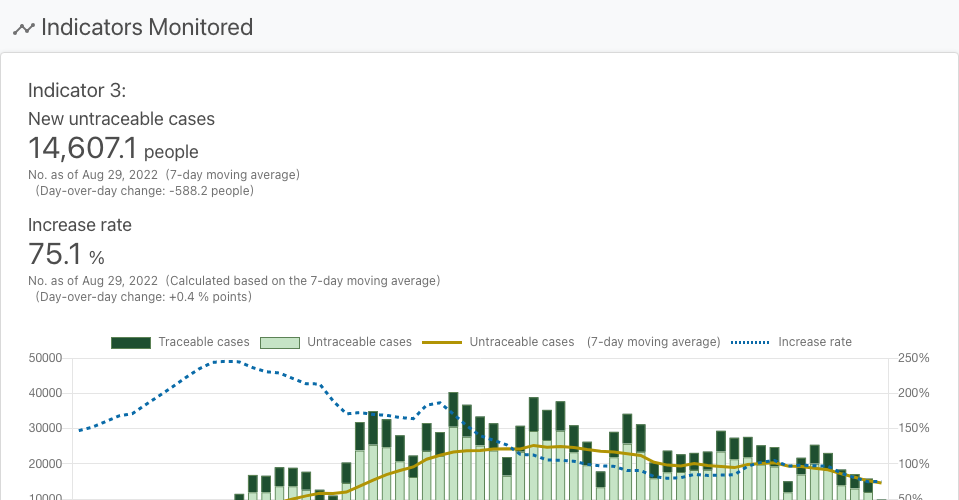 Indicators Monitored
Indicator 3:
New untraceable cases
14,607.1 people
No. as of Aug 29, 2022 (7-day moving average)
(Day-over-day change: -588.2 people)
Increase rate
75.1 %
No. as of Aug 29, 2022 (Calculated based on the 7-day moving average)
(Day-over-day change: +0.4 % points)
Traceable cases Untraceable cases Untraceable cases (7-day moving average) Increase rate
50000 250%
40000 200%
30000 150%
20000 100%
10000 50%